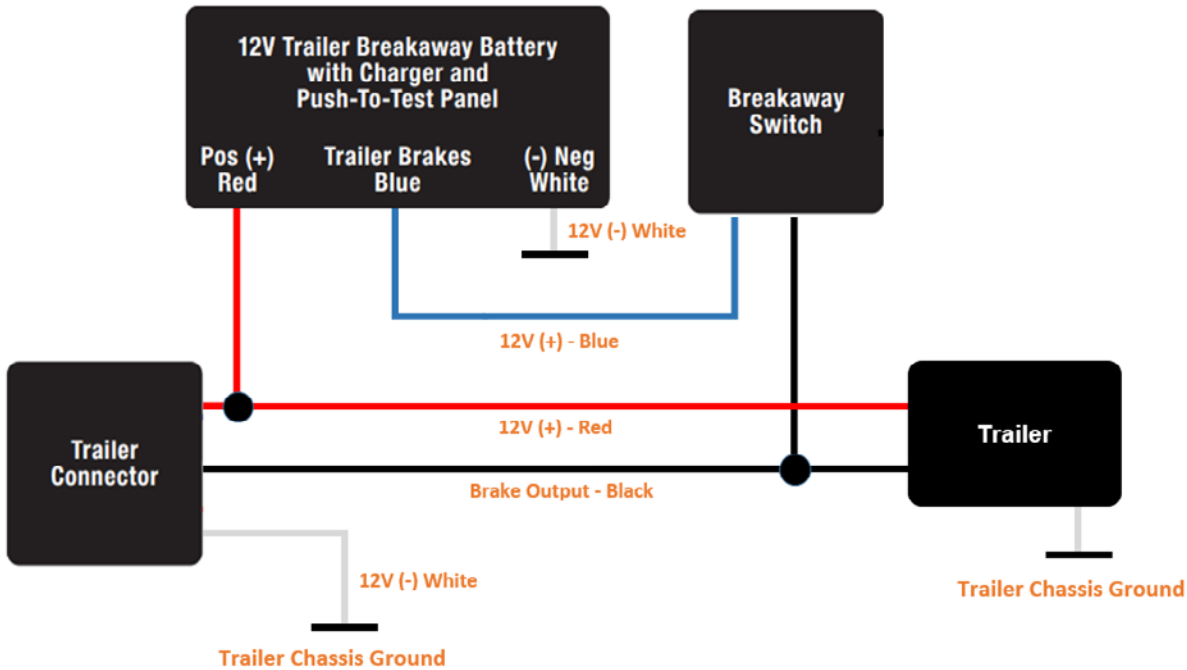 12V Trailer Breakaway Battery
with Charger and
Push-To-Test Panel
Pos (+)
Red
Trailer Brakes
Blue
(-) Neg
White
Breakaway
Switch
12V (-) White
12V (+) - Blue
Trailer
Connector
12V (+) - Red
Trailer
Brake Output - Black
12V (-) White
Trailer Chassis Ground
Trailer Chassis Ground